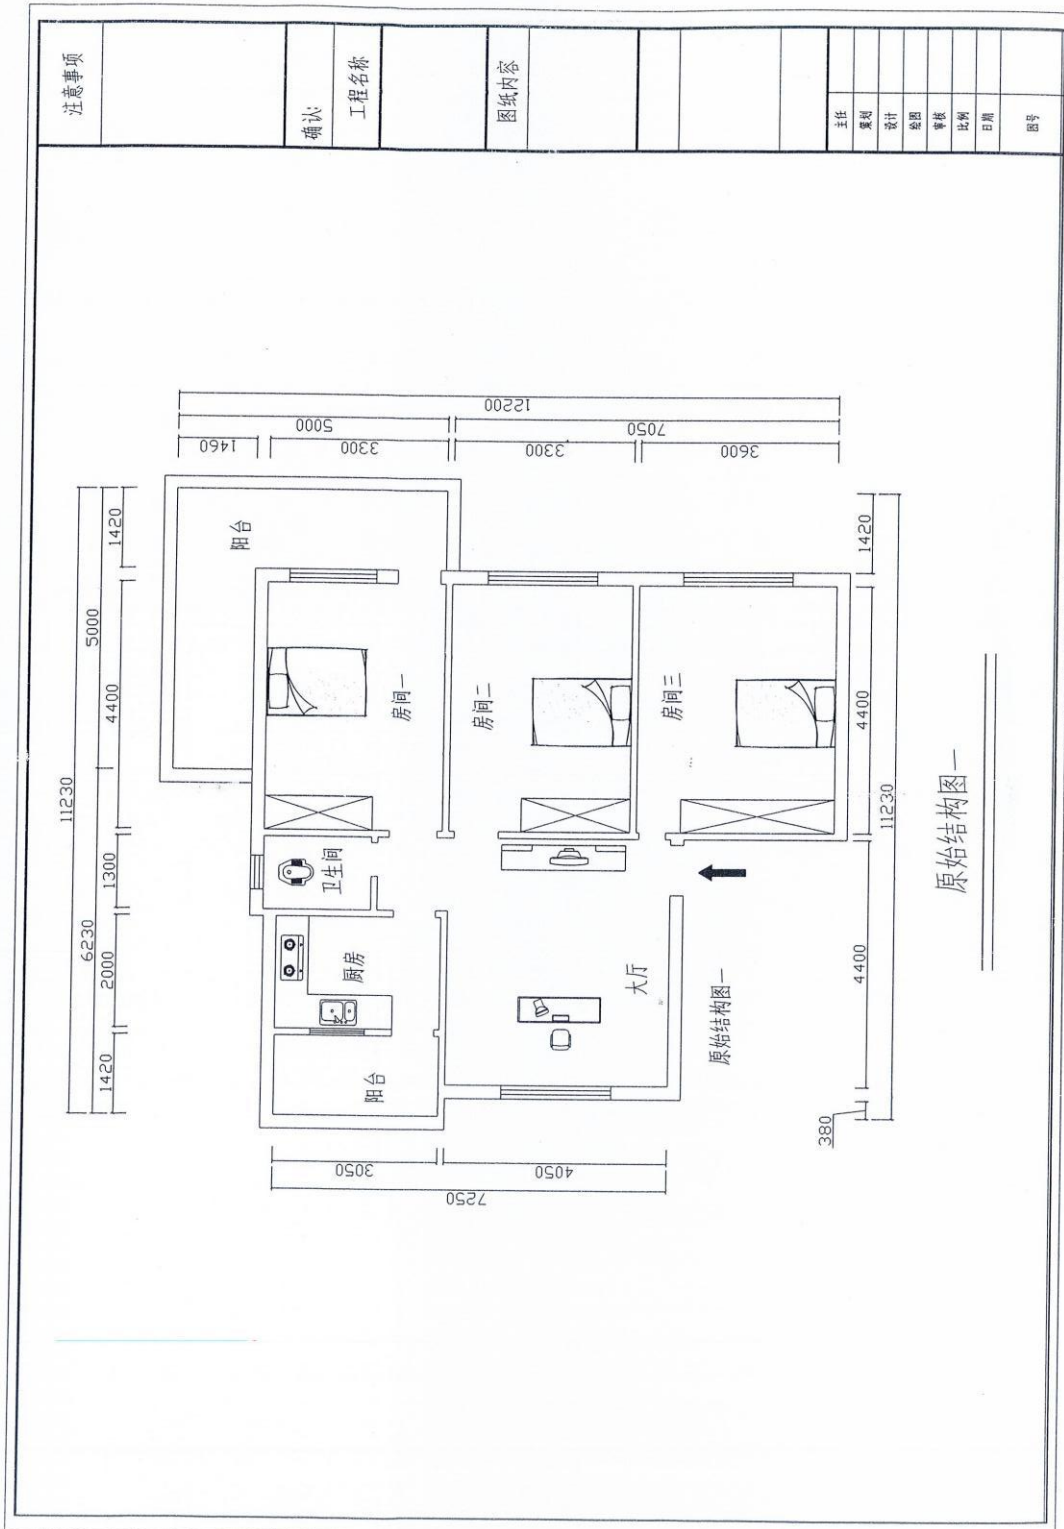 注意事项
确认:
工程名称
图纸内容
主任
策划
设计
绘图
审核
比例
日期
图号
12200
5000
7050
1460
3300
3300
3600
11230
6230
5000
1420
2000
1300
4400
1420
阳台
房间一
房间二
房间三
卫生间
厨房
阳台
大厅
3050
4050
7250
380
4400
4400
1420
11230
原始结构图一
原始结构图一